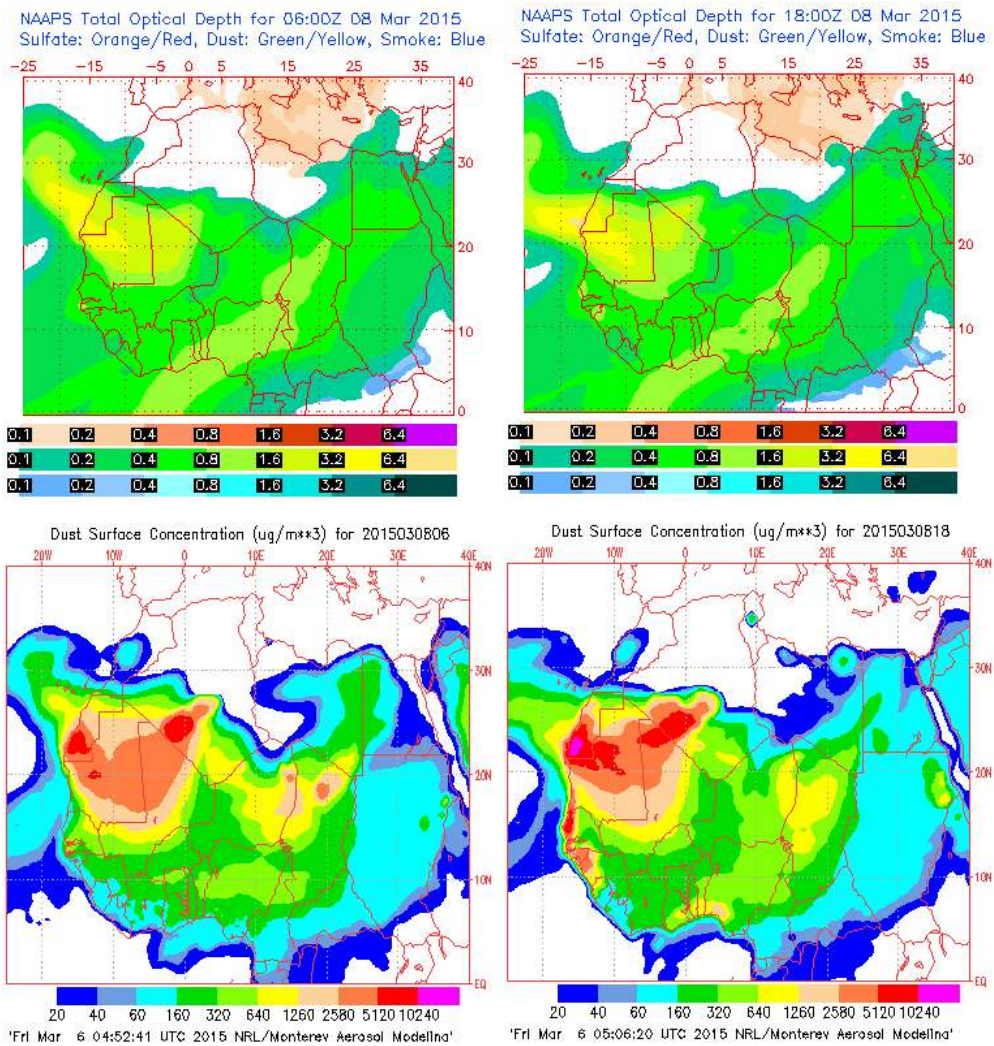 NAAPS Total Optical Depth for 06:00Z 08 Mar 2015
Sulfate: Orange/Red, Dust: Green/Yellow, Smoke: Blue
-25 -15 -5 5 15 25 35
40
30
20
10
0
0.1 0.2 0.4 0.8 1.6 3.2 6.4
0.1 0.2 0.4 0.8 1.6 3.2 6.4
0.1 0.2 0.4 0.8 1.6 3.2 6.4
NAAPS Total Optical Depth for 18:00Z 08 Mar 2015
Sulfate: Orange/Red, Dust: Green/Yellow, Smoke: Blue
-25 -15 -5 5 15 25 35
40
30
20
10
0
0.1 0.2 0.4 0.8 1.6 3.2 6.4
0.1 0.2 0.4 0.8 1.6 3.2 6.4
0.1 0.2 0.4 0.8 1.6 3.2 6.4
Dust Surface Concentration (ug/m**3) for 2015030806
20W 10W 0 10E 20E 30E 40E
40N
30N
20N
10N
EQ
20 40 60 160 320 640 1260 2580 5120 10240
'Fri Mar 6 04:52:41 UTC 2015 NRL/Monterey Aerosol Modeling'
Dust Surface Concentration (ug/m**3) for 2015030818
20W 10W 0 10E 20E 30E 40E
40N
30N
20N
10N
EQ
20 40 60 160 320 640 1260 2580 5120 10240
'Fri Mar 6 05:06:20 UTC 2015 NRL/Monterey Aerosol Modeling'